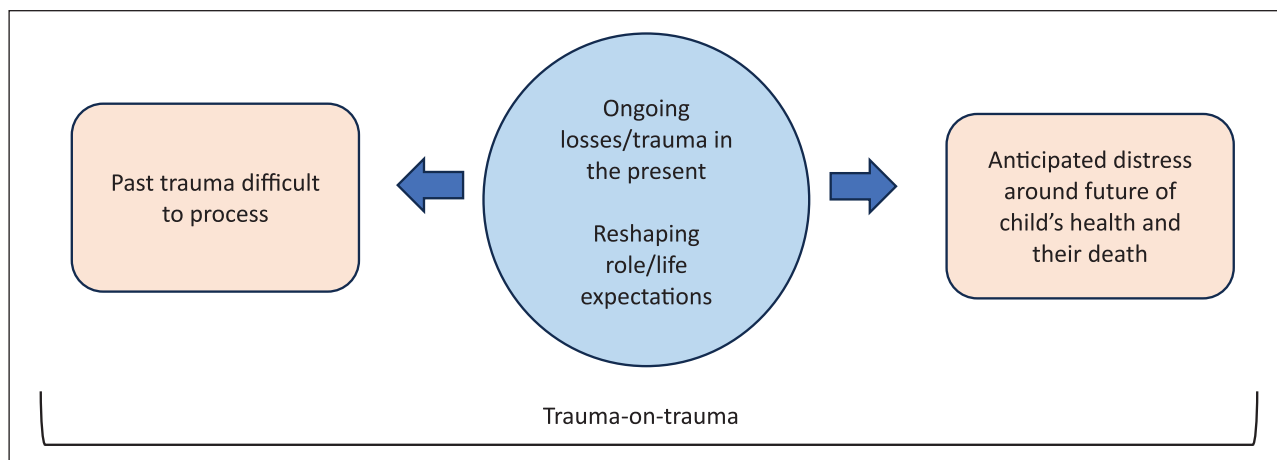 Past trauma difficult
to process
Ongoing
losses/trauma in
the present
Reshaping
role/life
expectations
Anticipated distress
around future of
child’s health and
their death
Trauma-on-trauma